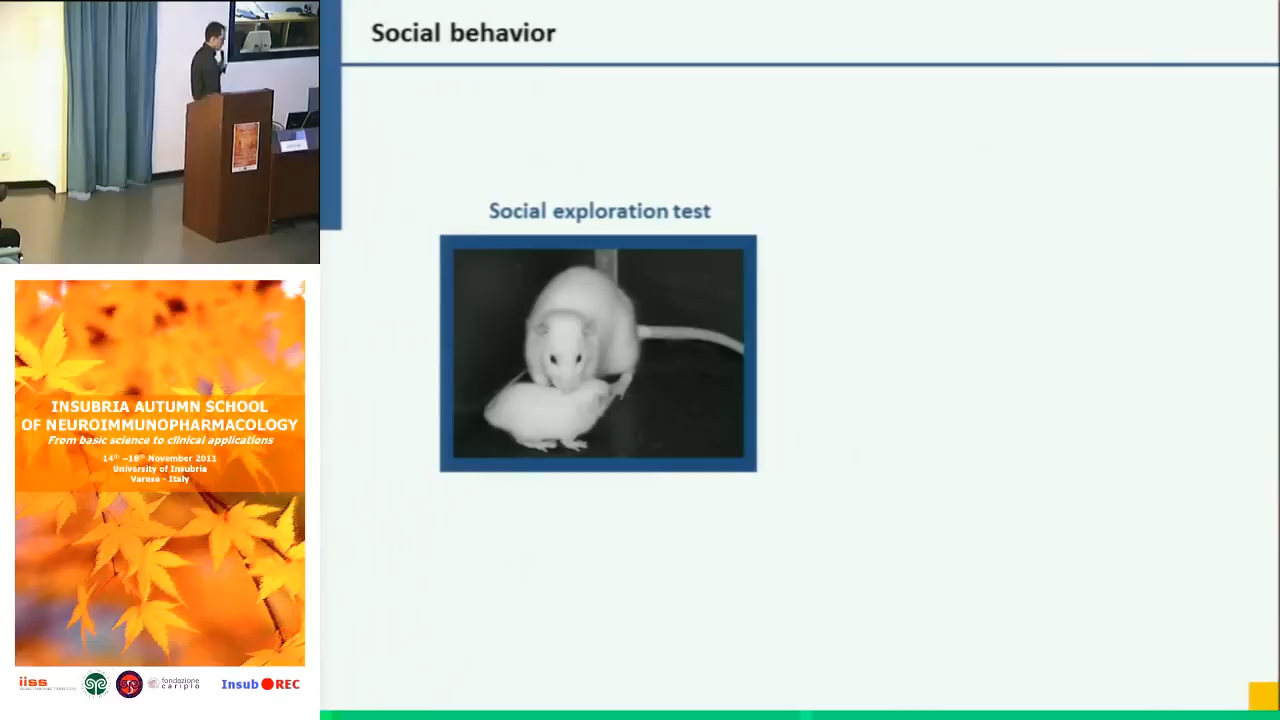 Social behavior
Social exploration test
INSUBRIA AUTUMN SCHOOL
OF NEUROIMMUNOPHARMACOLOGY
From basic science to clinical applications
14th –18th November 2011
University of Insubria
Varese - Italy
iiss
fondazione
cariplo
Insub REC